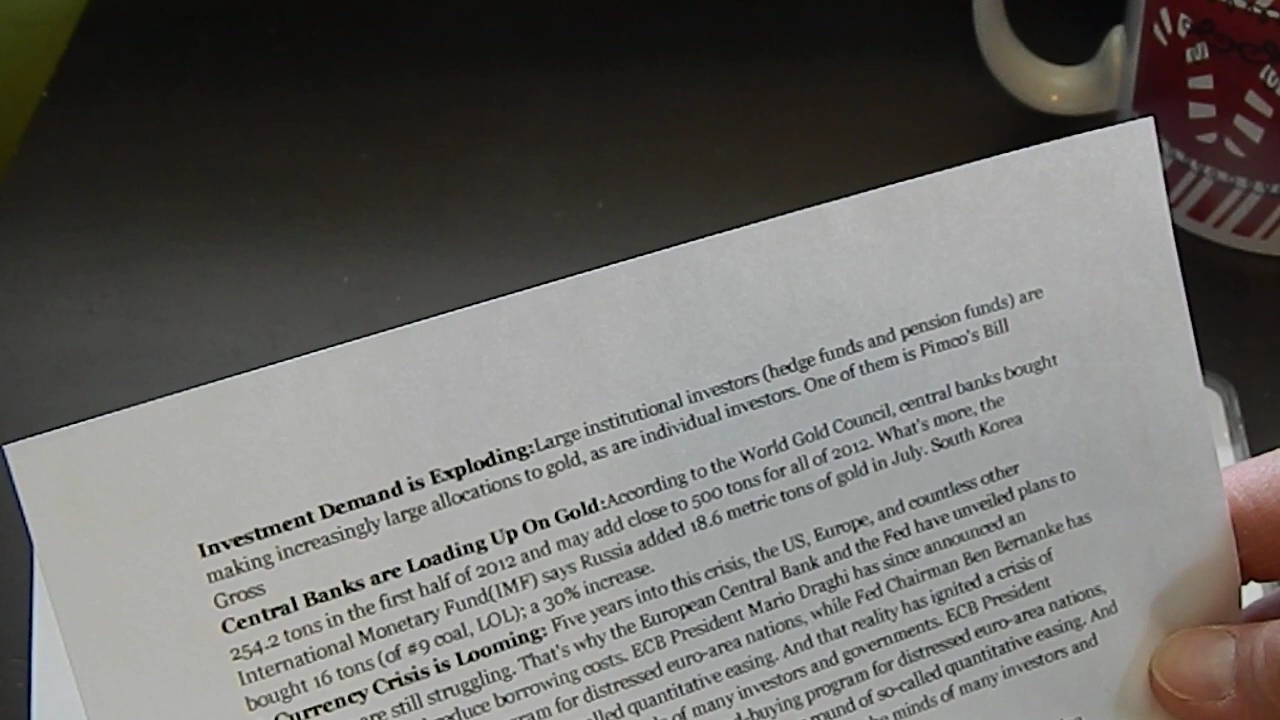 Investment Demand is Exploding:Large institutional investors (hedge funds and pension funds) are
making increasingly large allocations to gold, as are individual investors. One of them is Pimco's Bill
Gross
Central Banks are Loading Up On Gold:According to the World Gold Council, central banks bought
254.2 tons in the first half of 2012 and may add close to 500 tons for all of 2012. What's more, the
International Monetary Fund(IMF) says Russia added 18.6 metric tons of gold in July. South Korea
bought 16 tons (of #9 coal, LOL); a 30% increase.
Currency Crisis is Looming: Five years into this crisis, the US, Europe, and countless other
are still struggling. That's why the European Central Bank and the Fed have unveiled plans to
reduce borrowing costs. ECB President Mario Draghi has since announced an
for distressed euro-area nations, while Fed Chairman Ben Bernanke has
quantitative easing. And that reality has ignited a crisis of
of many investors and governments. ECB President
buying program for distressed euro-area nations,
round of so-called quantitative easing. And
minds of many investors and